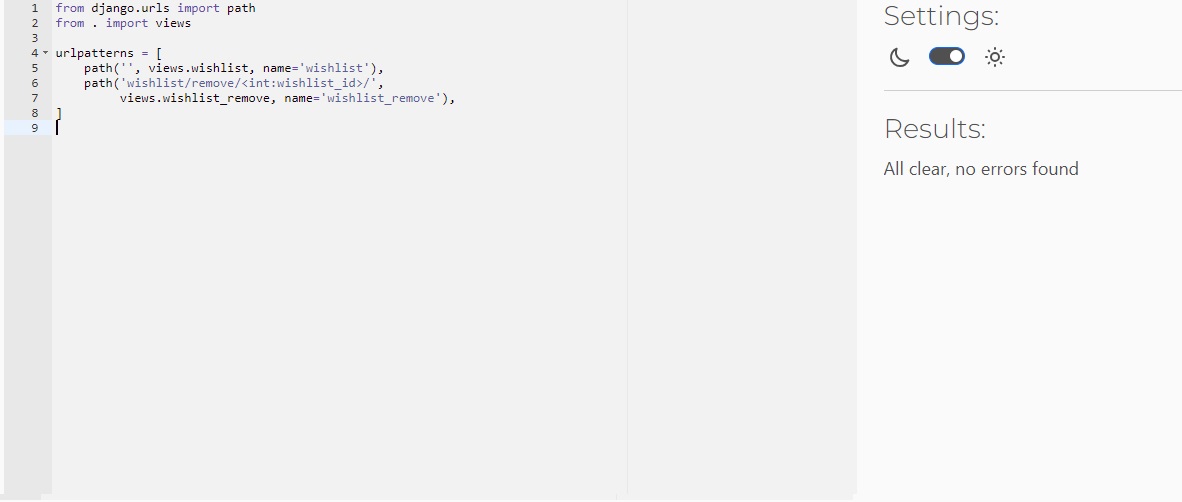 1 from django.urls import path
2 from . import views
3
4 urlpatterns = [
5     path('', views.wishlist, name='wishlist'),
6     path('wishlist/remove/<int:wishlist_id>/',
7          views.wishlist_remove, name='wishlist_remove'),
8 ]
9
Settings:
Results:
All clear, no errors found